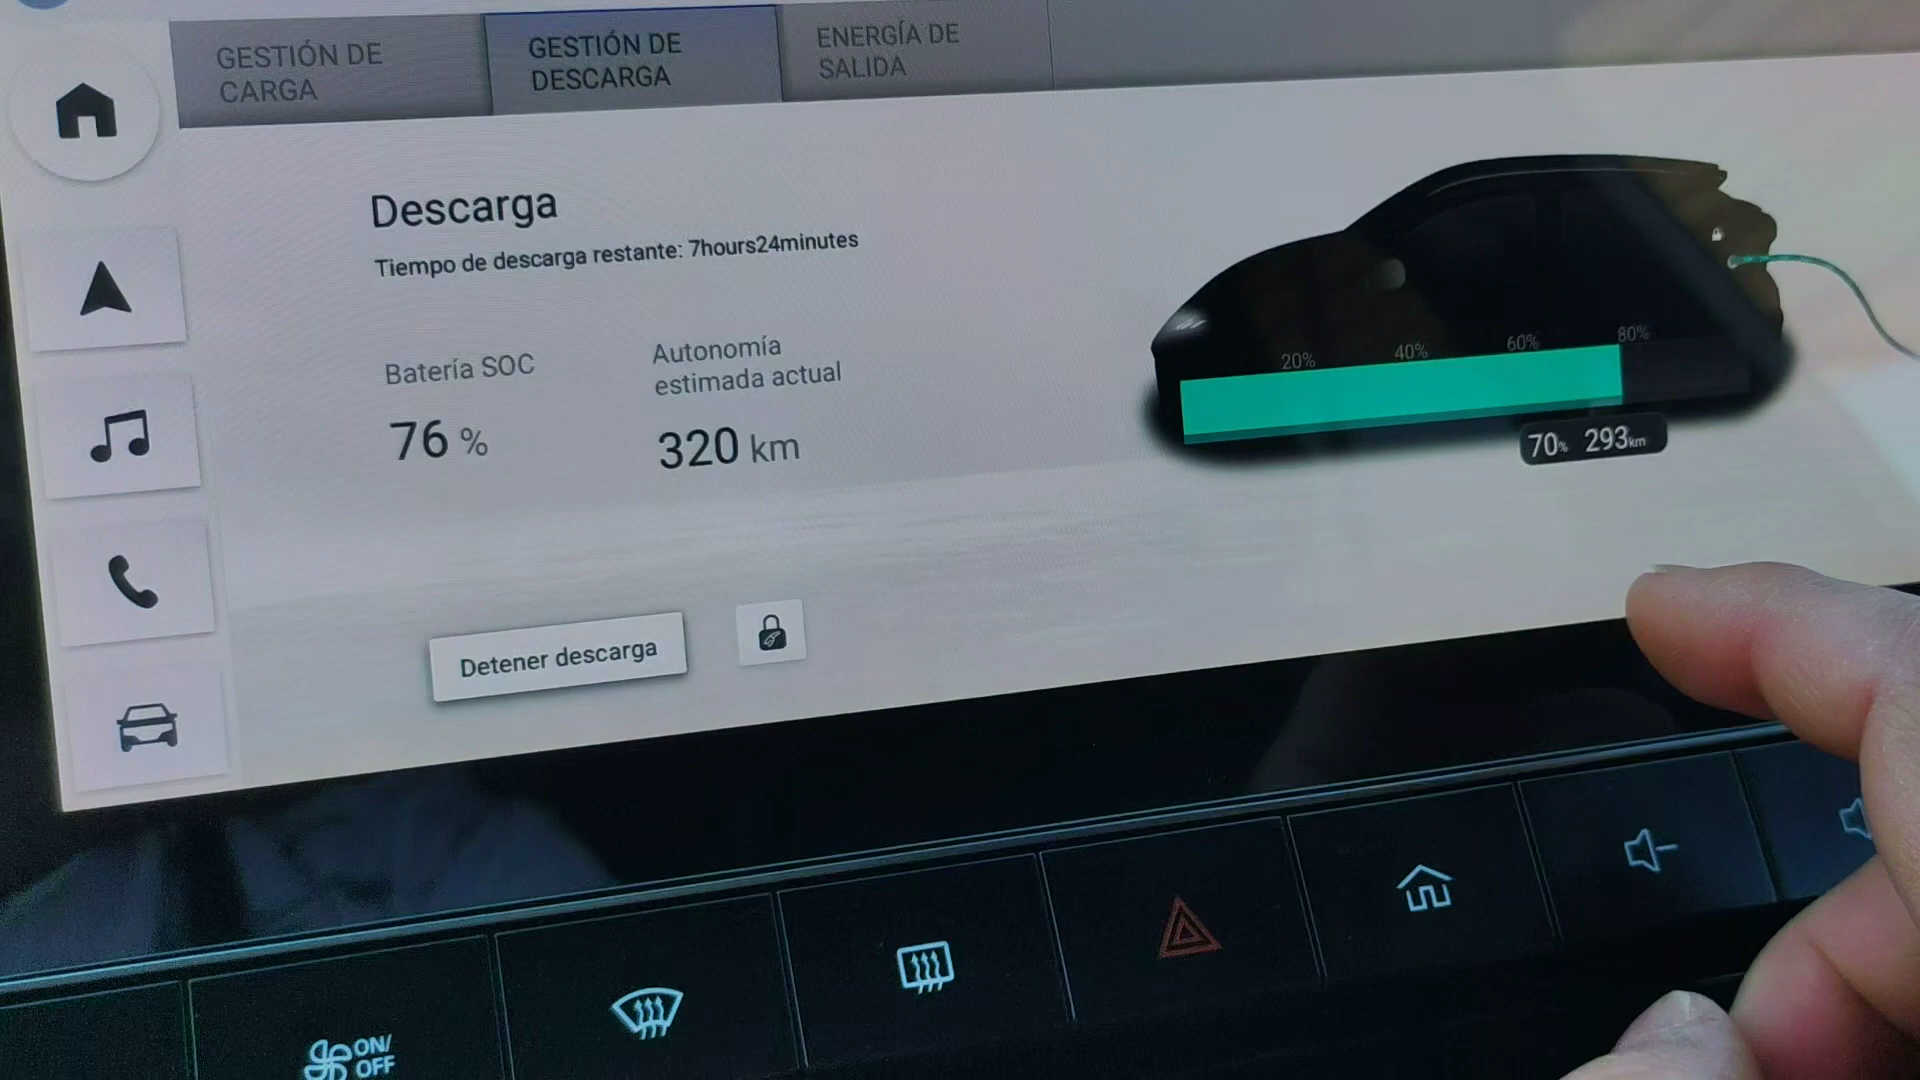 GESTIÓN DE
CARGA
GESTIÓN DE
DESCARGA
ENERGÍA DE
SALIDA
Descarga
Tiempo de descarga restante: 7hours24minutes
Batería SOC
76 %
Autonomía
estimada actual
320 km
20%
40%
60%
80%
70% 293km
Detener descarga
ON/
OFF